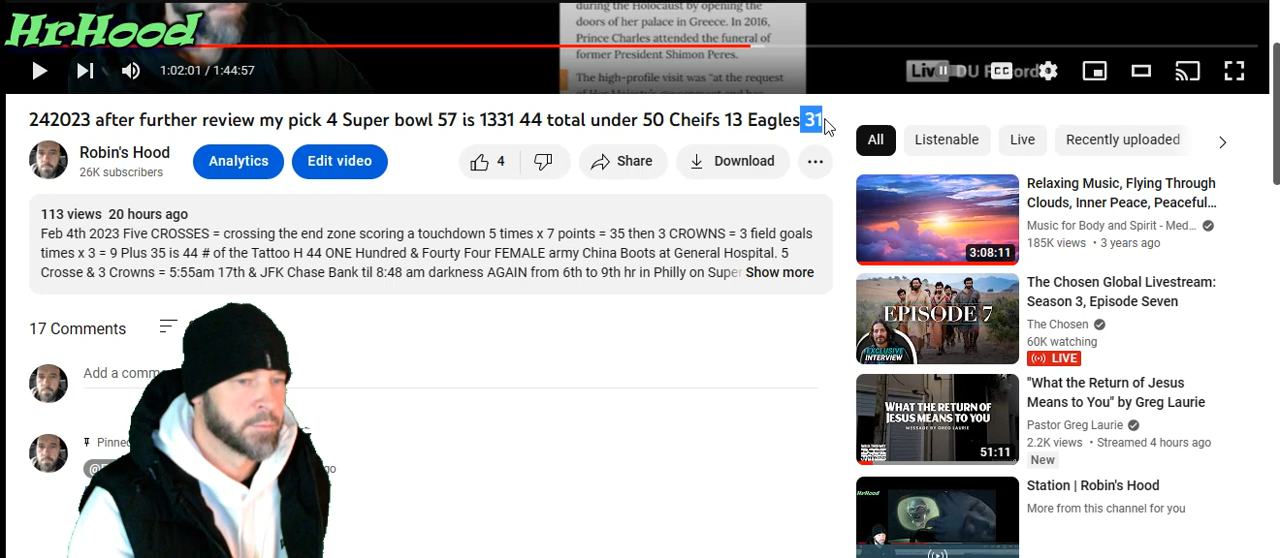 HrHood
during the Holocaust by opening the
doors of her palace in Greece. In 2016,
Prince Charles attended the funeral of
former President Shimon Peres.
The high-profile visit was "at the request
1:02:01 / 1:44:57
Live
DU R
242023 after further review my pick 4 Super bowl 57 is 1331 44 total under 50 Cheifs 13 Eagles 31
Robin's Hood
26K subscribers
Analytics
Edit video
4
Share
Download
113 views 20 hours ago
Feb 4th 2023 Five CROSSES = crossing the end zone scoring a touchdown 5 times x 7 points = 35 then 3 CROWNS = 3 field goals
times x 3 = 9 Plus 35 is 44 # of the Tattoo H 44 ONE Hundred & Fourty Four FEMALE army China Boots at General Hospital. 5
Crosse & 3 Crowns = 5:55am 17th & JFK Chase Bank til 8:48 am darkness AGAIN from 6th to 9th hr in Philly on Super Show more
17 Comments
Add a comm
Pinned
All
Listenable
Live
Recently uploaded
Relaxing Music, Flying Through
Clouds, Inner Peace, Peaceful...
Music for Body and Spirit - Med...
185K views • 3 years ago
3:08:11
The Chosen Global Livestream:
Season 3, Episode Seven
The Chosen
60K watching
LIVE
EPISODE 7
EXCLUSIVE
INTERVIEW
"What the Return of Jesus
Means to You" by Greg Laurie
Pastor Greg Laurie
2.2K views • Streamed 4 hours ago
New
WHAT THE RETURN OF
JESUS MEANS TO YOU
MESSAGE BY GREG LAURIE
51:11
Station | Robin's Hood
More from this channel for you
HrHood